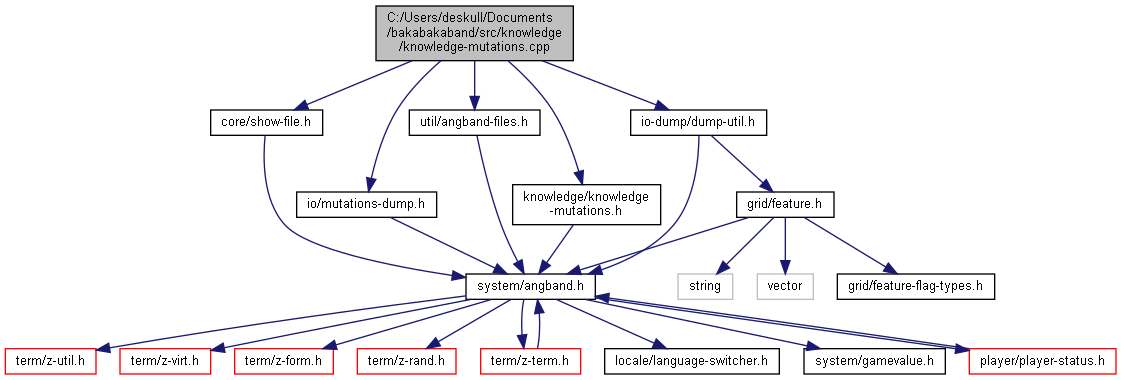 C:/Users/deskull/Documents
/bakabakaband/src/knowledge
/knowledge-mutations.cpp
core/show-file.h
util/angband-files.h
io-dump/dump-util.h
io/mutations-dump.h
knowledge/knowledge
-mutations.h
grid/feature.h
system/angband.h
string
vector
grid/feature-flag-types.h
term/z-util.h
term/z-virt.h
term/z-form.h
term/z-rand.h
term/z-term.h
locale/language-switcher.h
system/gamevalue.h
player/player-status.h